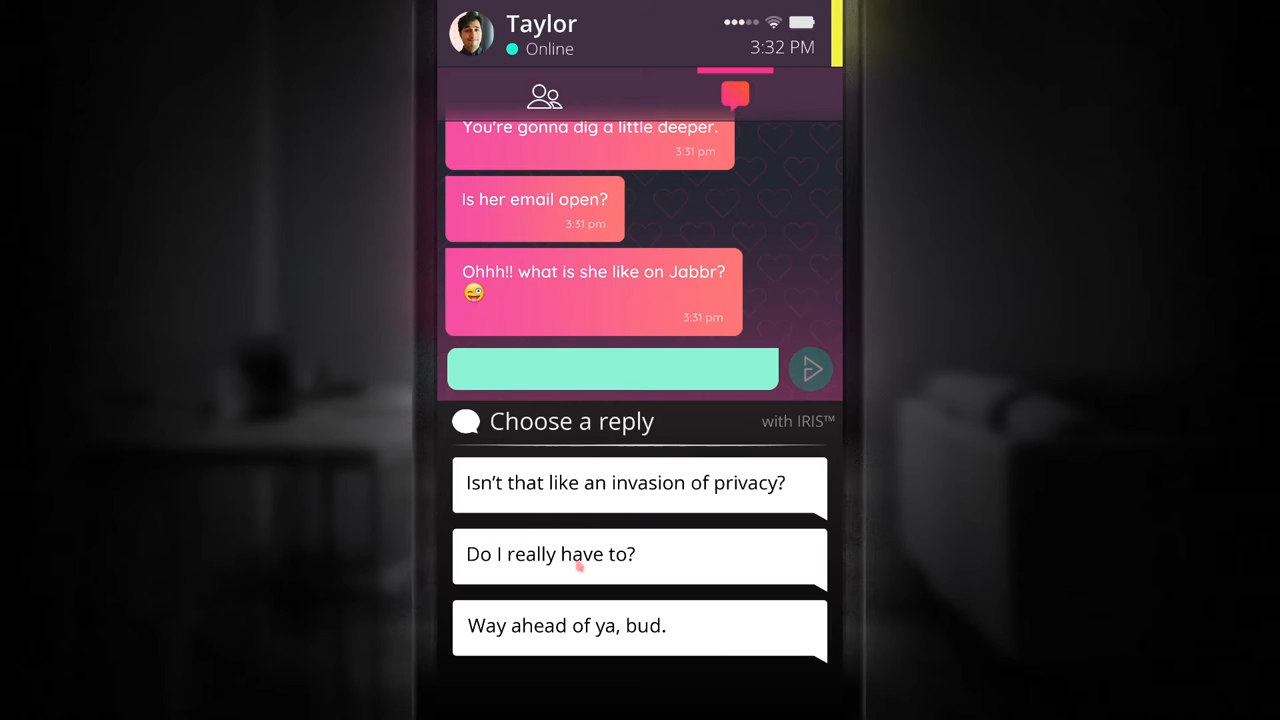 Taylor
Online
3:32 PM
You're gonna dig a little deeper.
3:31 pm
Is her email open?
3:31 pm
Ohhh!! what is she like on Jabbr?
😜
3:31 pm
Choose a reply
with IRIS™
Isn't that like an invasion of privacy?
Do I really have to?
Way ahead of ya, bud.